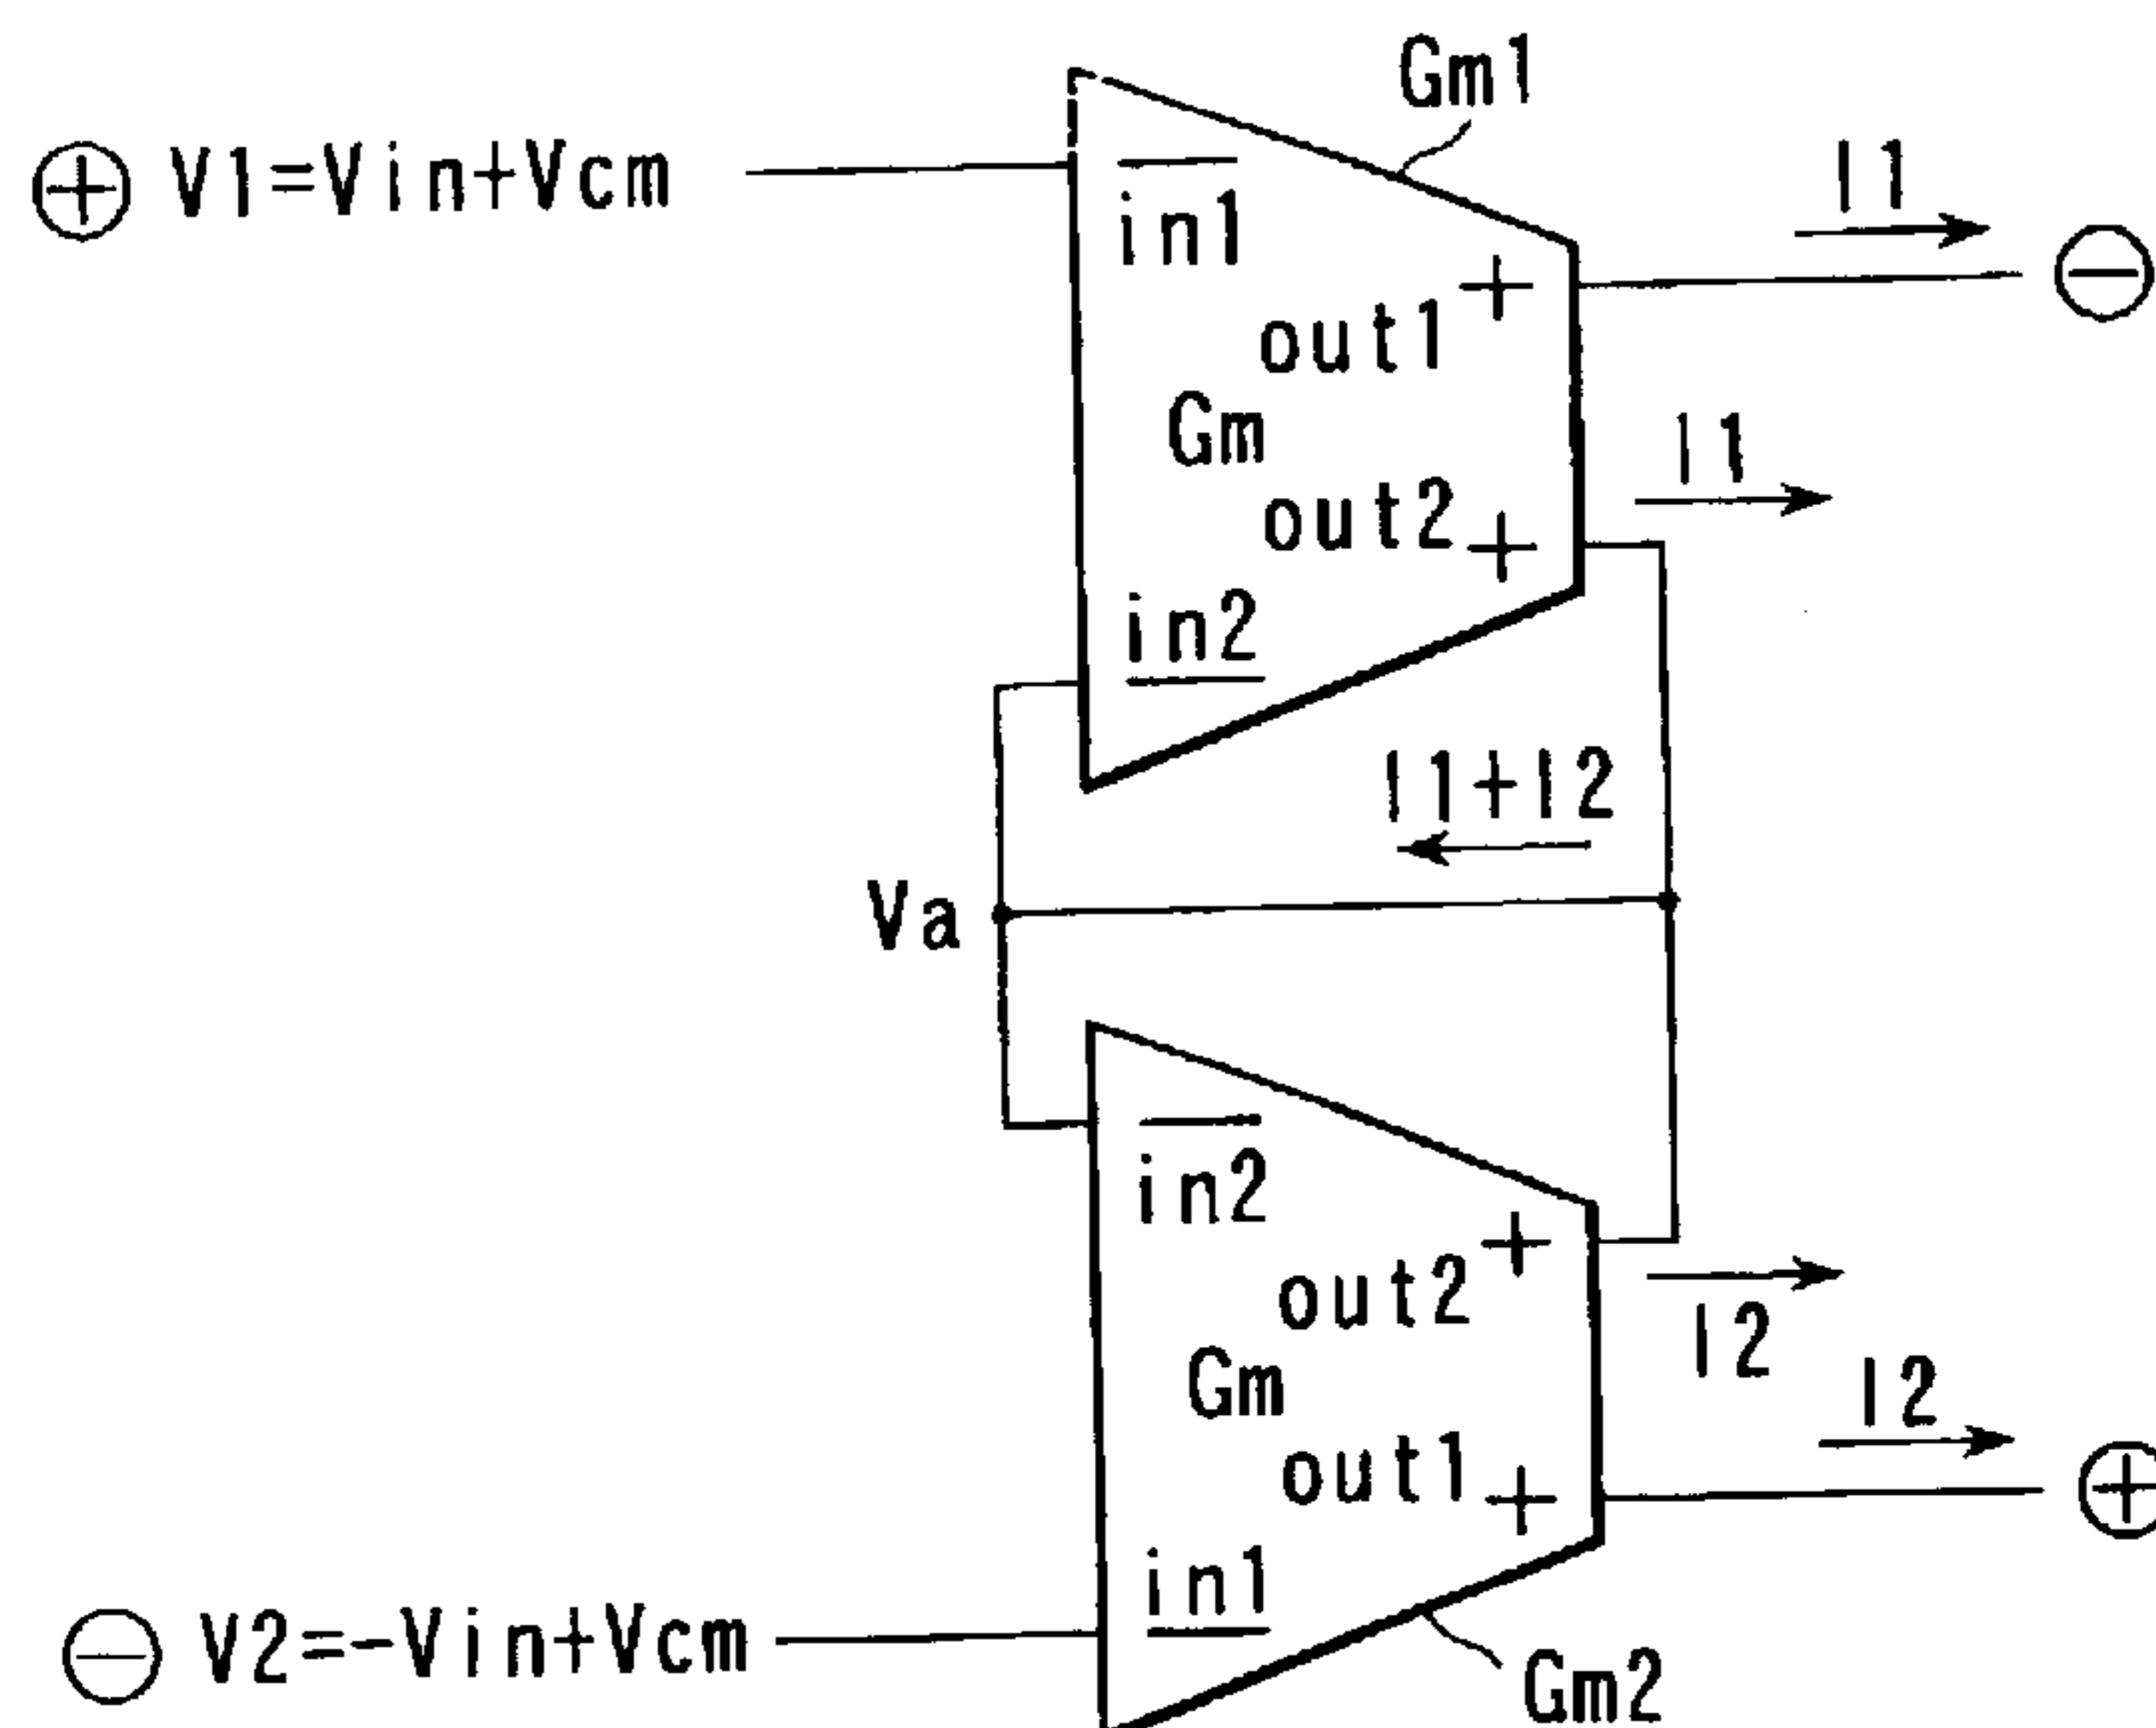 Gm1
⊕ V1=Vin+Vcm
in1
I1
+
⊖
out1
Gm
I1
out2
+
in2
I1+I2
Va
in2
+
out2
I2
Gm
I2
out1
+
⊕
in1
⊖ V2=-Vin+Vcm
Gm2